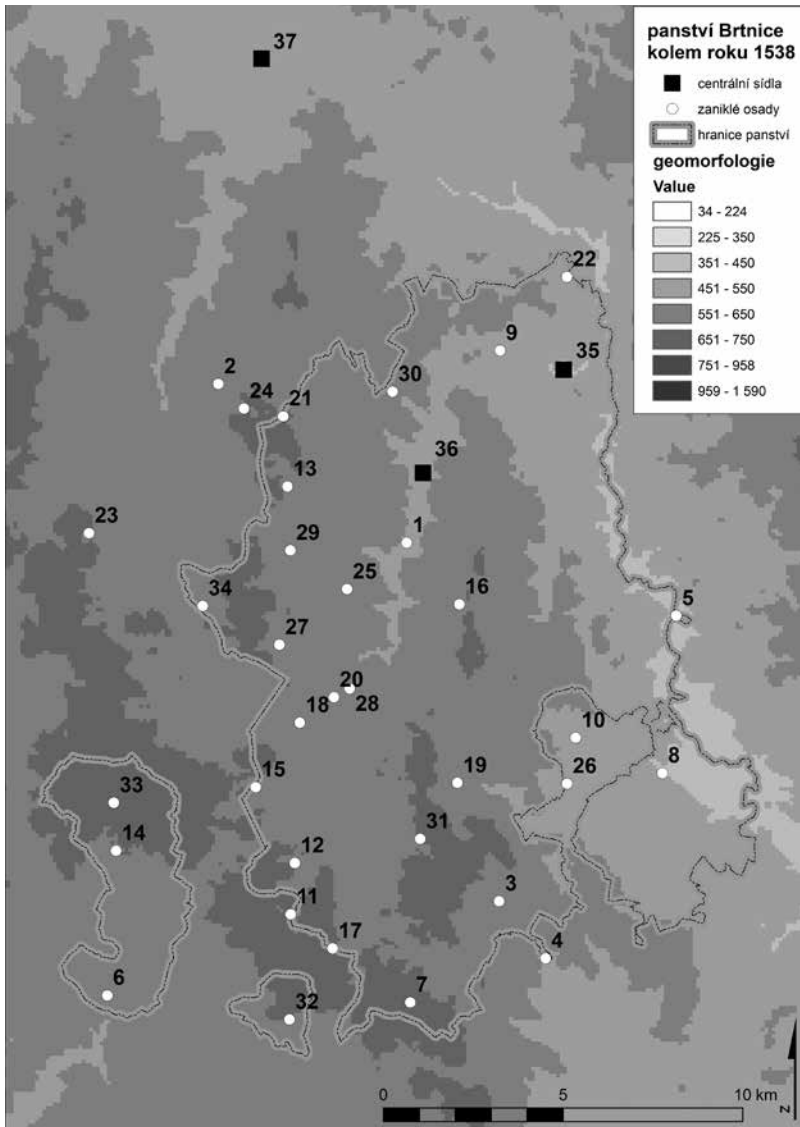 panství Brtnice
kolem roku 1538
centrální sídla
zaniklé osady
hranice panství
geomorfologie
Value
34 - 224
225 - 350
351 - 450
451 - 550
551 - 650
651 - 750
751 - 958
959 - 1 590
37
22
9
35
2
24
21
30
36
13
23
1
29
25
16
34
5
27
20
18
28
10
15
19
26
8
33
31
14
12
11
3
17
4
6
32
7
0
5
10 km
N